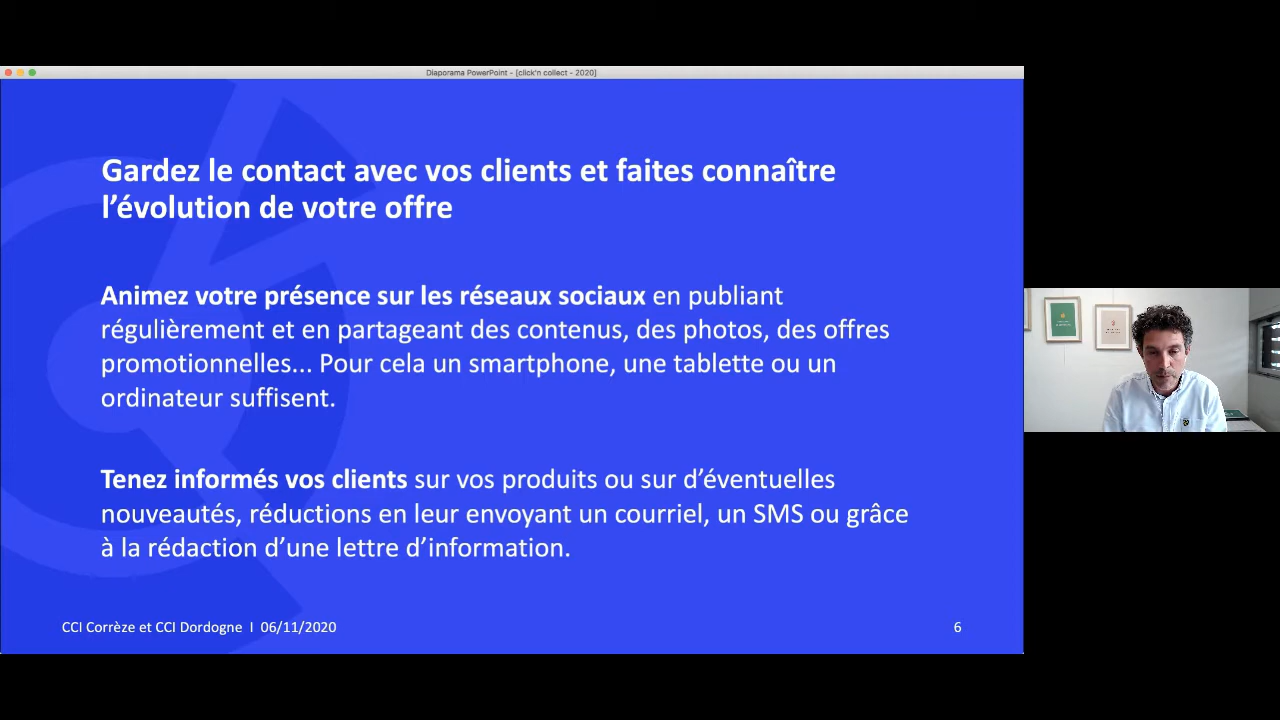 Diaporama PowerPoint - [click'n collect - 2020]
Gardez le contact avec vos clients et faites connaître
l’évolution de votre offre
Animez votre présence sur les réseaux sociaux en publiant
régulièrement et en partageant des contenus, des photos, des offres
promotionnelles... Pour cela un smartphone, une tablette ou un
ordinateur suffisent.
Tenez informés vos clients sur vos produits ou sur d’éventuelles
nouveautés, réductions en leur envoyant un courriel, un SMS ou grâce
à la rédaction d’une lettre d’information.
CCI Corrèze et CCI Dordogne I 06/11/2020
6